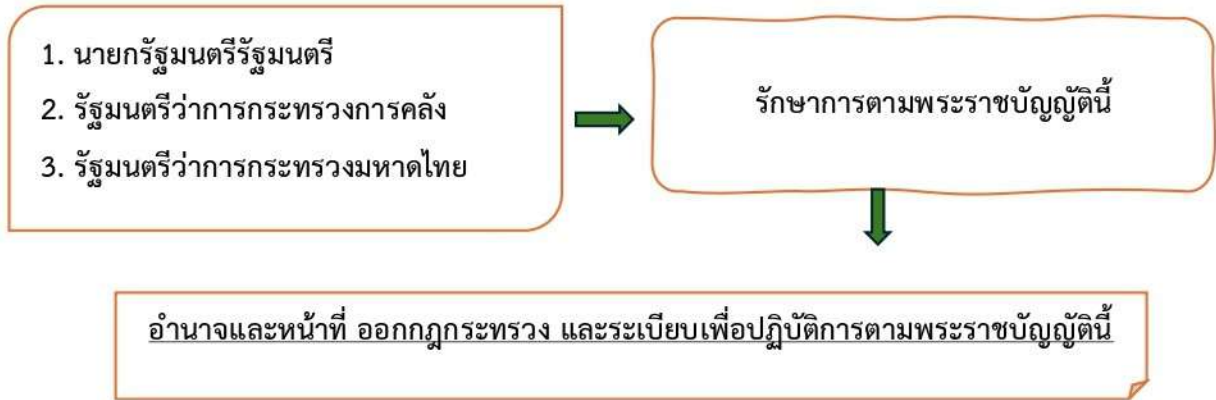 1. นายกรัฐมนตรีรัฐมนตรี
2. รัฐมนตรีว่าการกระทรวงการคลัง
3. รัฐมนตรีว่าการกระทรวงมหาดไทย
รักษาการตามพระราชบัญญัตินี้
อำนาจและหน้าที่ ออกกฎกระทรวง และระเบียบเพื่อปฏิบัติการตามพระราชบัญญัตินี้